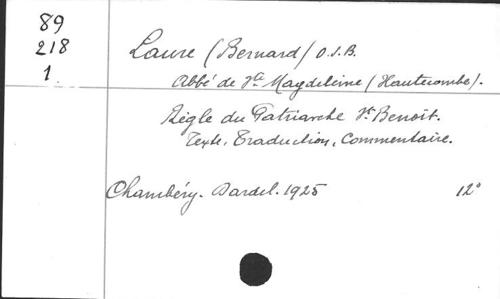 89
218
1.
Laure (Bernard) O.S.B.
Abbé de Ste Magdeleine (Hautecombe).
Règle du Patriarche St. Benoît.
Texte, Traduction, Commentaire.
Chambéry. Dardel. 1925 12°